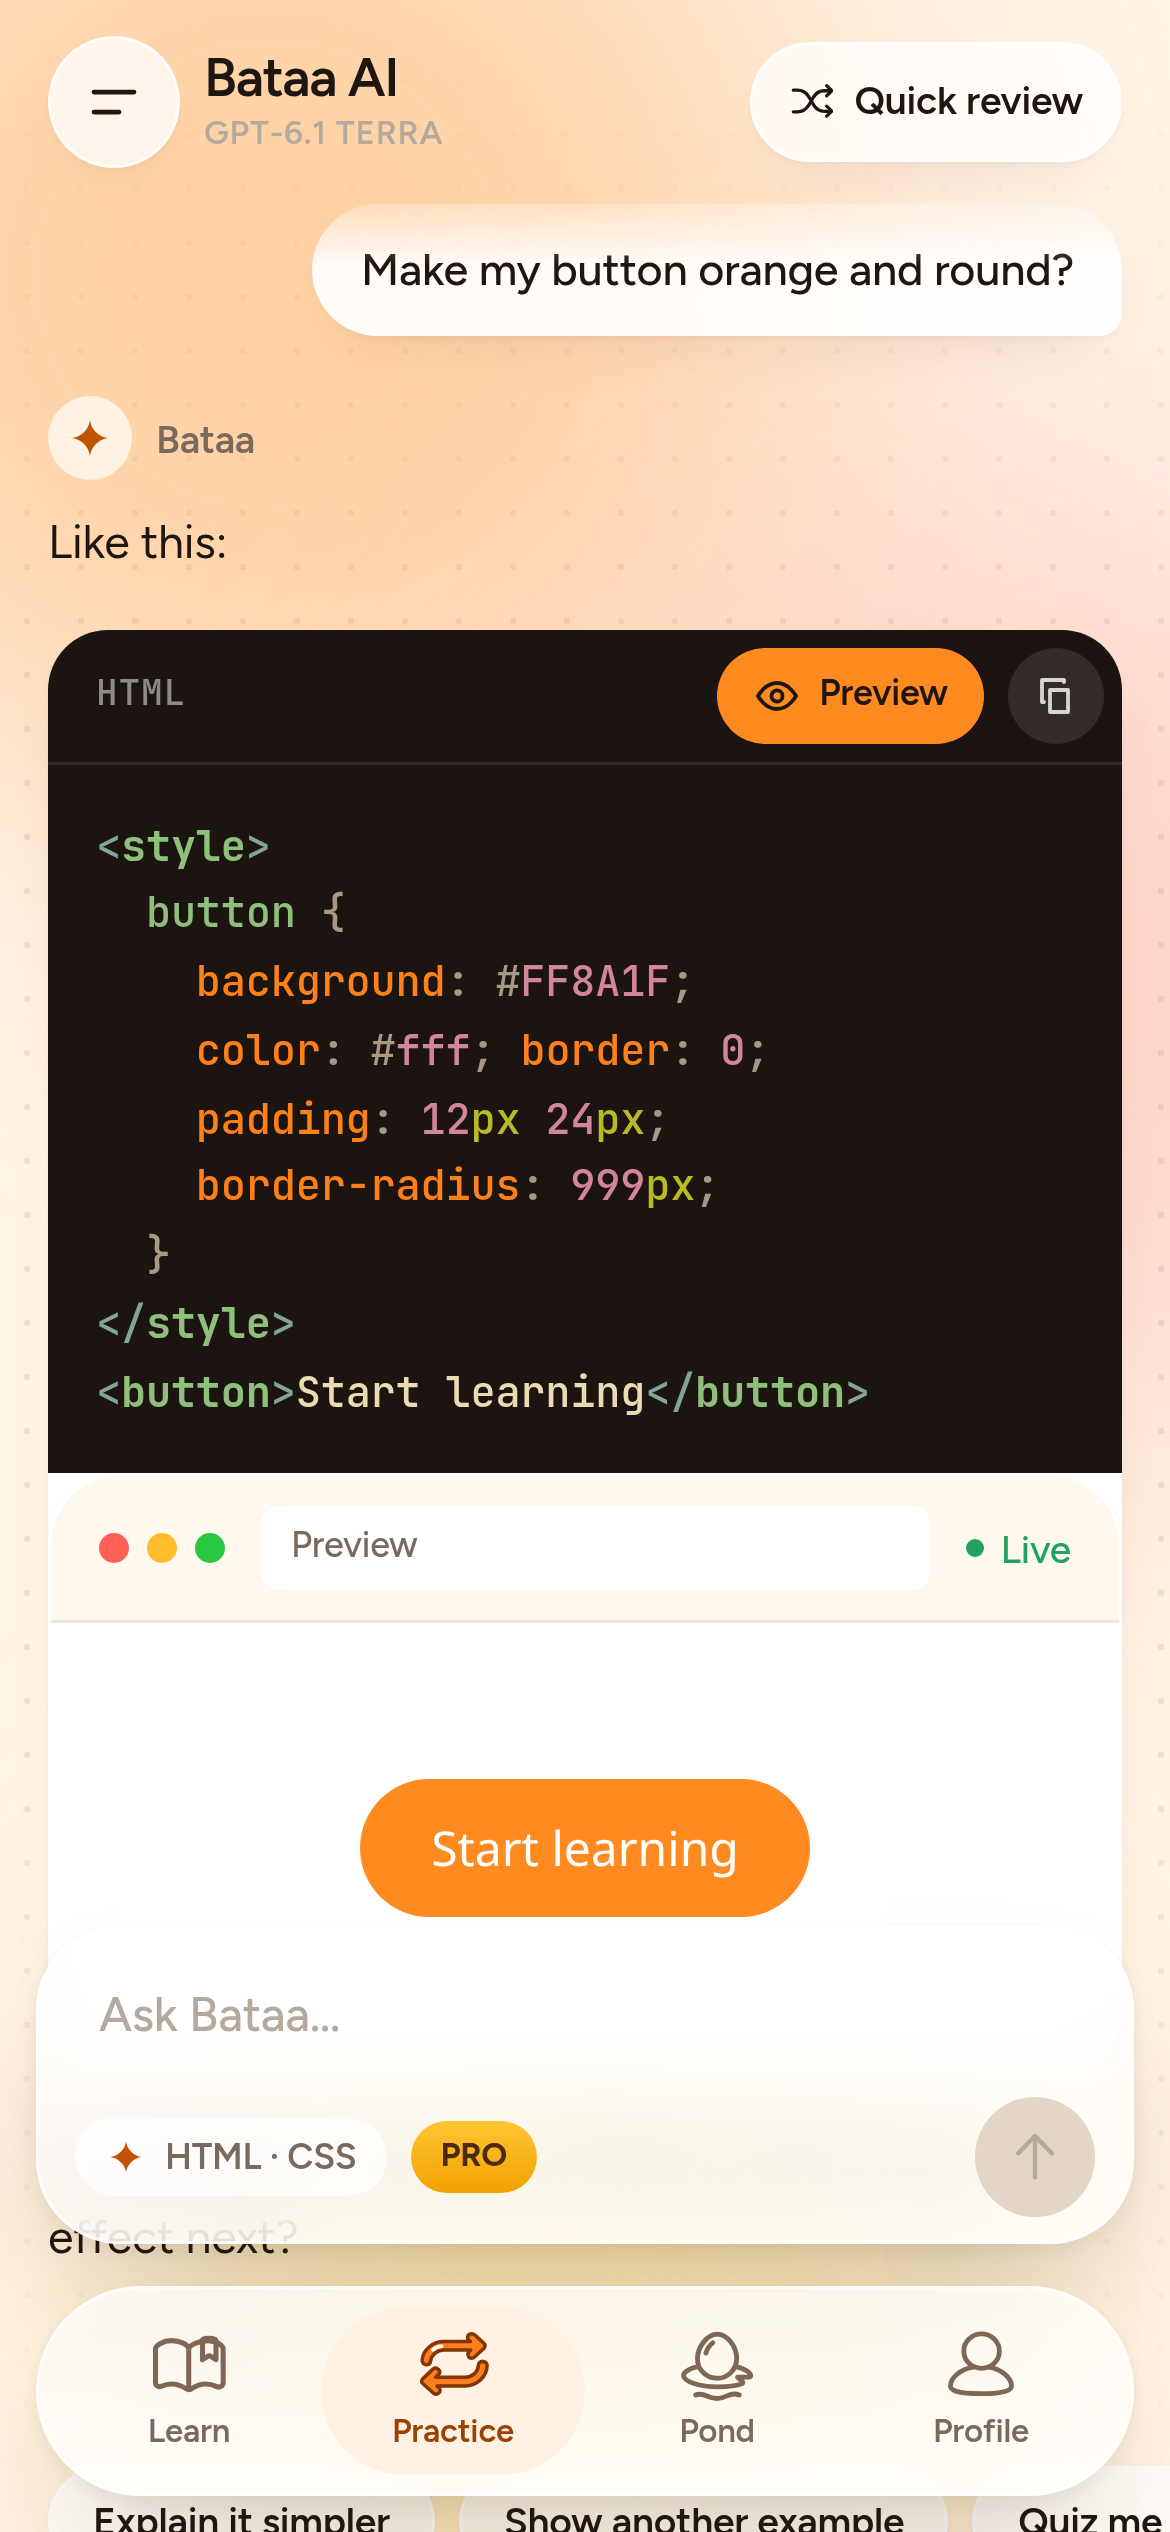 Bataa AI
GPT-6.1 TERRA
Quick review
Make my button orange and round?
Bataa
Like this:
HTML
Preview
<style>
  button {
    background: #FF8A1F;
    color: #fff; border: 0;
    padding: 12px 24px;
    border-radius: 999px;
  }
</style>
<button>Start learning</button>
Preview
Live
Start learning
Ask Bataa...
HTML · CSS
PRO
effect next?
Learn
Practice
Pond
Profile
Explain it simpler
Show another example
Quiz me